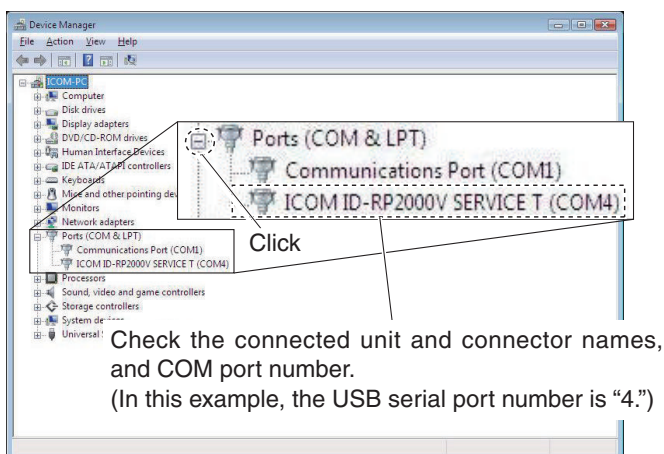 Device Manager
File Action View Help
ICOM-PC
Computer
Disk drives
Display adapters
DVD/CD-ROM drives
Human Interface Devices
IDE ATA/ATAPI controllers
Keyboards
Mice and other pointing dev
Monitors
Network adapters
Ports (COM & LPT)
Communications Port (COM1)
ICOM ID-RP2000V SERVICE T (COM4)
Processors
Sound, video and game controllers
Storage controllers
System de
Universal
Ports (COM & LPT)
Communications Port (COM1)
ICOM ID-RP2000V SERVICE T (COM4)
Click
Check the connected unit and connector names,
and COM port number.
(In this example, the USB serial port number is “4.”)